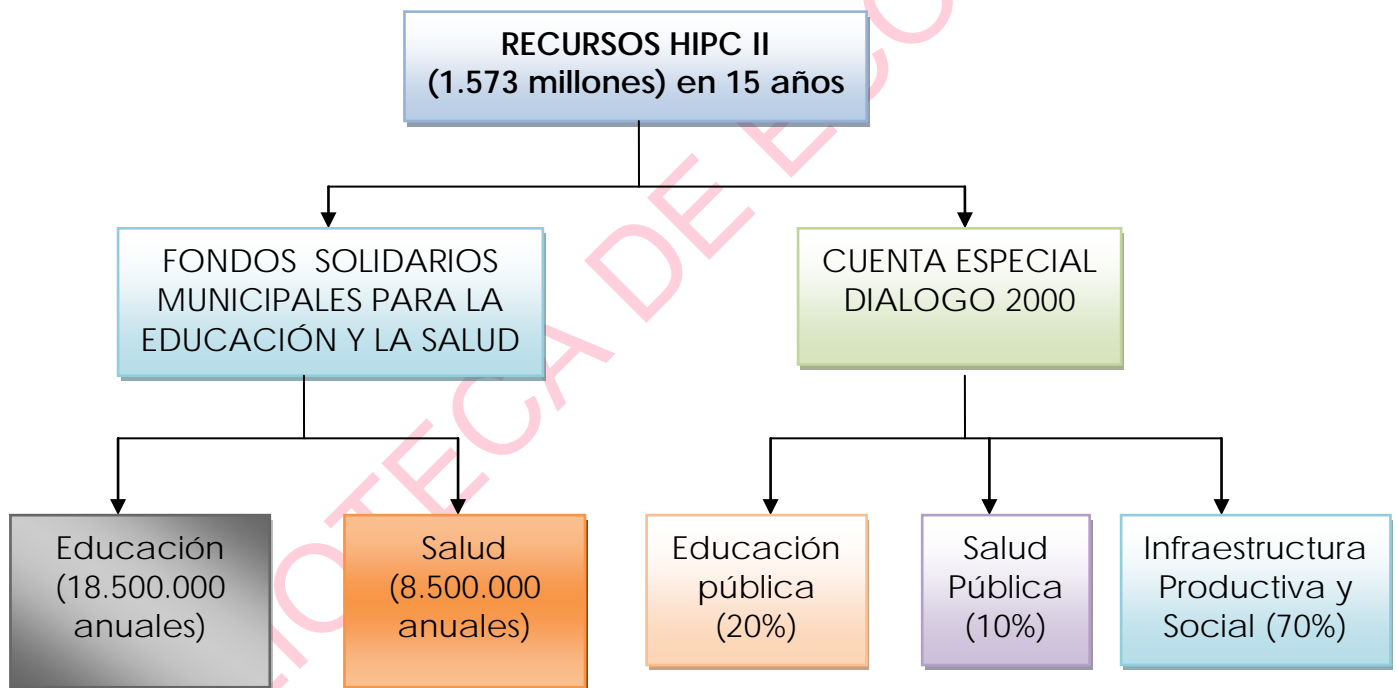 RECURSOS HIPC II
(1.573 millones) en 15 años
FONDOS SOLIDARIOS
MUNICIPALES PARA LA
EDUCACIÓN Y LA SALUD
CUENTA ESPECIAL
DIALOGO 2000
Educación
(18.500.000
anuales)
Salud
(8.500.000
anuales)
Educación
pública
(20%)
Salud
Pública
(10%)
Infraestructura
Productiva y
Social (70%)
DE